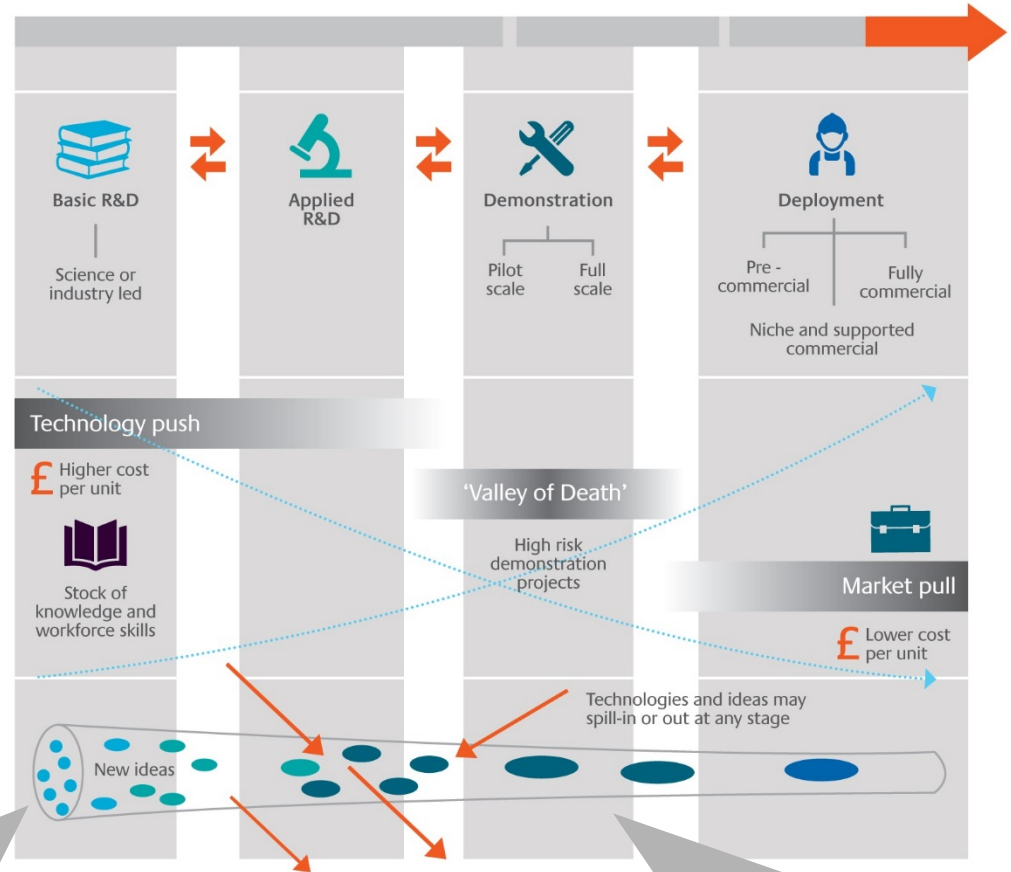 Basic R&D
Science or
industry led
Applied
R&D
Demonstration
Pilot
scale
Full
scale
Deployment
Pre -
commercial
Fully
commercial
Niche and supported
commercial
Technology push
£ Higher cost
per unit
Stock of
knowledge and
workforce skills
'Valley of Death'
High risk
demonstration
projects
Market pull
£ Lower cost
per unit
Technologies and ideas may
spill-in or out at any stage
New ideas